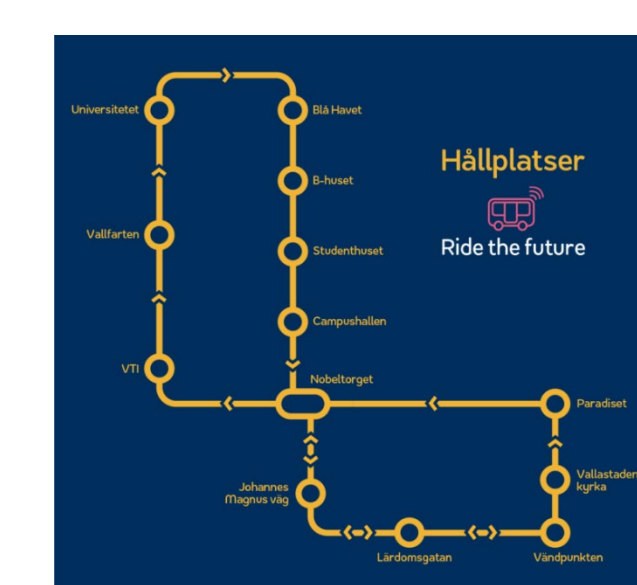 Universitetet
Blå Havet
B-huset
Hållplatser
Ride the future
Vallfarten
Studenthuset
Campushallen
VTI
Nobeltorget
Paradiset
Johannes
Magnus väg
Vallastaden
kyrka
Lärdomsgatan
Vändpunkten